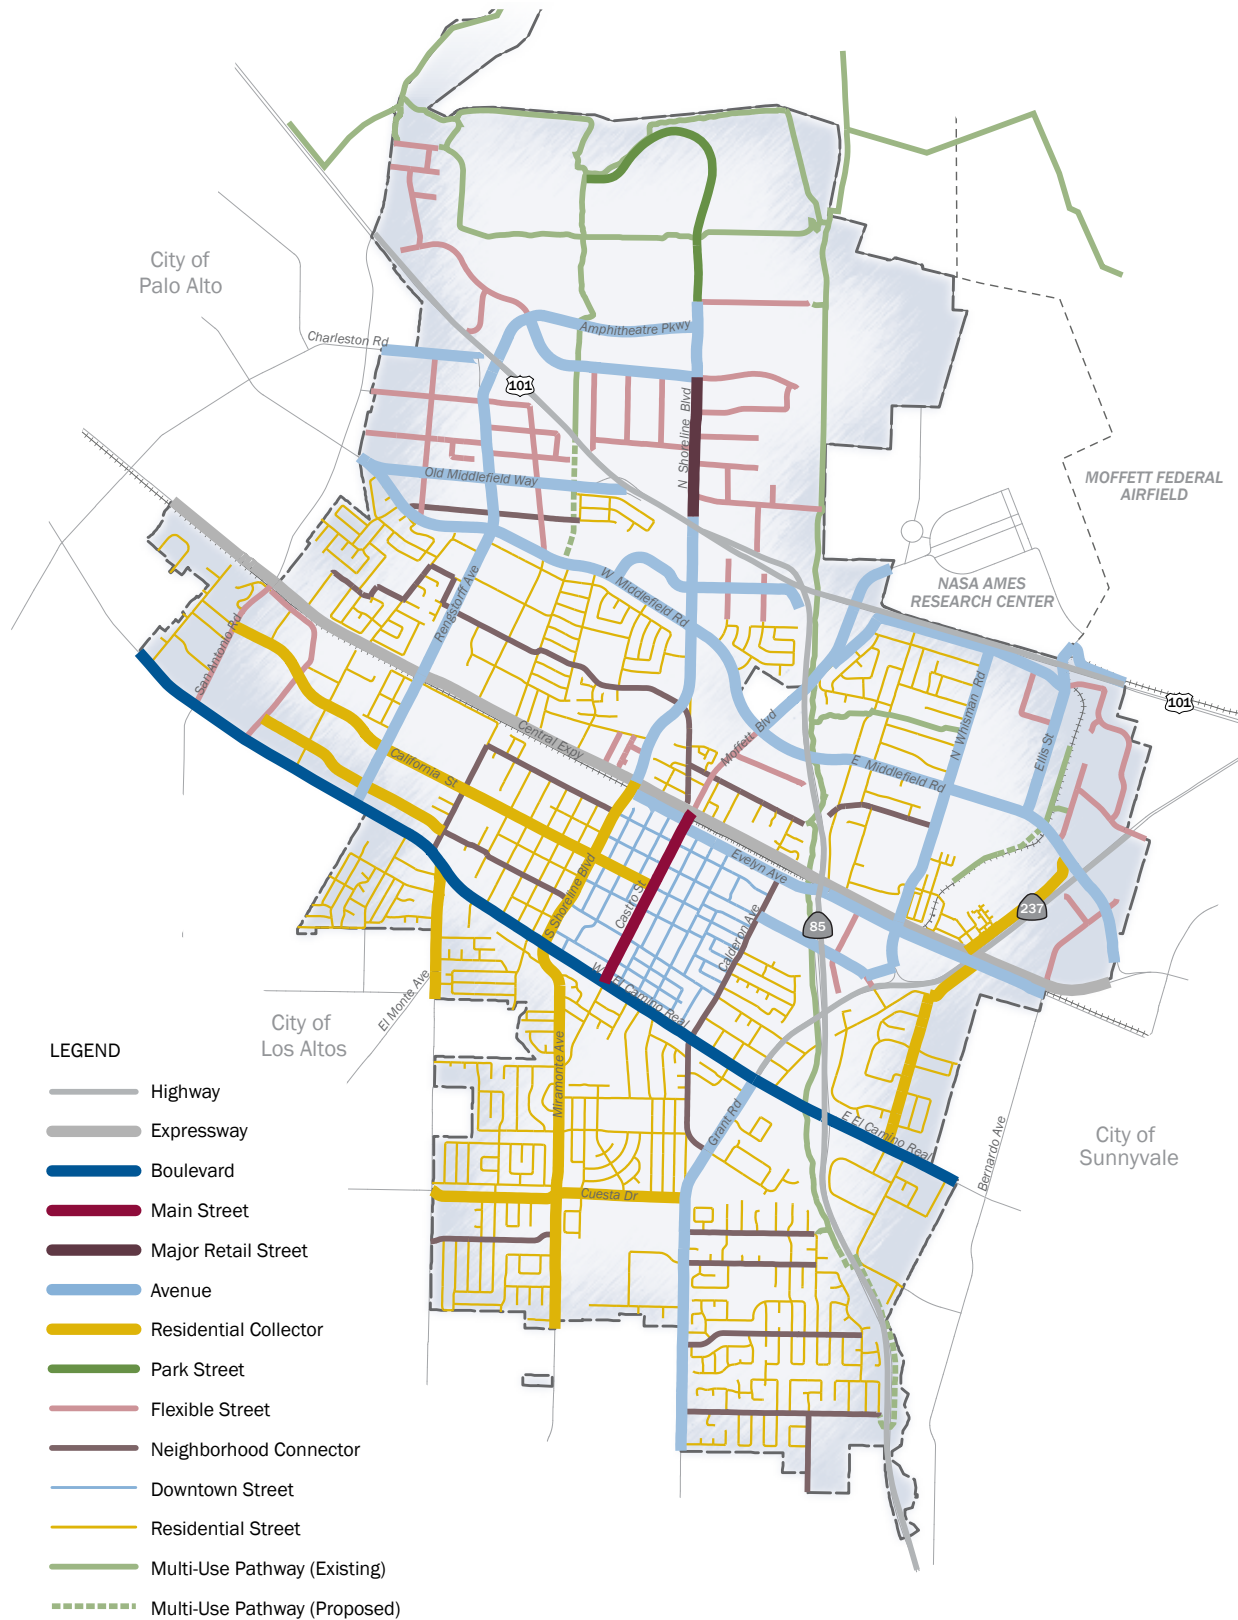 City of
Palo Alto
Charleston Rd
Amphitheatre Pkwy
101
N Shoreline Blvd
Old Middlefield Way
MOFFETT FEDERAL
AIRFIELD
NASA AMES
RESEARCH CENTER
W Middlefield Rd
Rengstorff Ave
San Antonio Rd
N Whisman Rd
101
Central Expy
Moffett Blvd
Ellis St
California St
E Middlefield Rd
Evelyn Ave
S Shoreline Blvd
Castro St
Calderon Ave
237
85
W El Camino Real
El Monte Ave
City of
Los Altos
Miramonte Ave
Grant Rd
E El Camino Real
Bernardo Ave
City of
Sunnyvale
Cuesta Dr
LEGEND
Highway
Expressway
Boulevard
Main Street
Major Retail Street
Avenue
Residential Collector
Park Street
Flexible Street
Neighborhood Connector
Downtown Street
Residential Street
Multi-Use Pathway (Existing)
Multi-Use Pathway (Proposed)